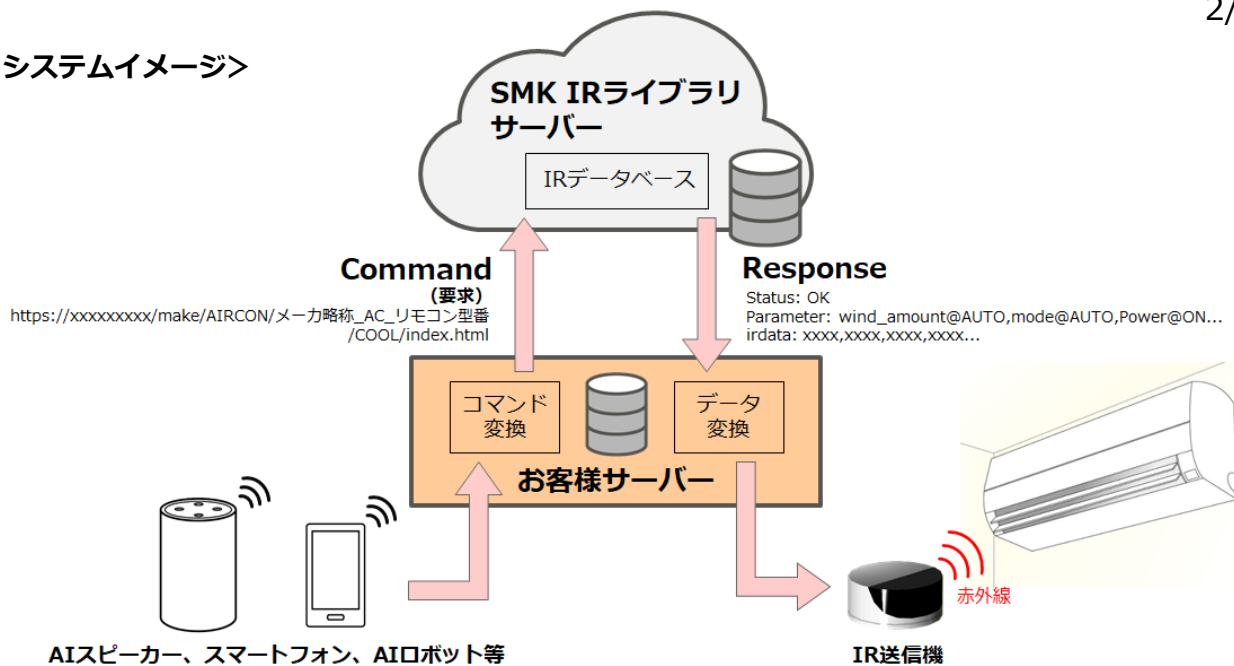 2/
システムイメージ>
SMK IRライブラリ
サーバー
IRデータベース
Command
(要求)
https://xxxxxxxxx/make/AIRCON/メーカ略称_AC_リモコン型番
/COOL/index.html
Response
Status: OK
Parameter: wind_amount@AUTO,mode@AUTO,Power@ON...
irdata: xxxx,xxxx,xxxx,xxxx...
コマンド
変換
データ
変換
お客様サーバー
赤外線
AIスピーカー、スマートフォン、AIロボット等
IR送信機